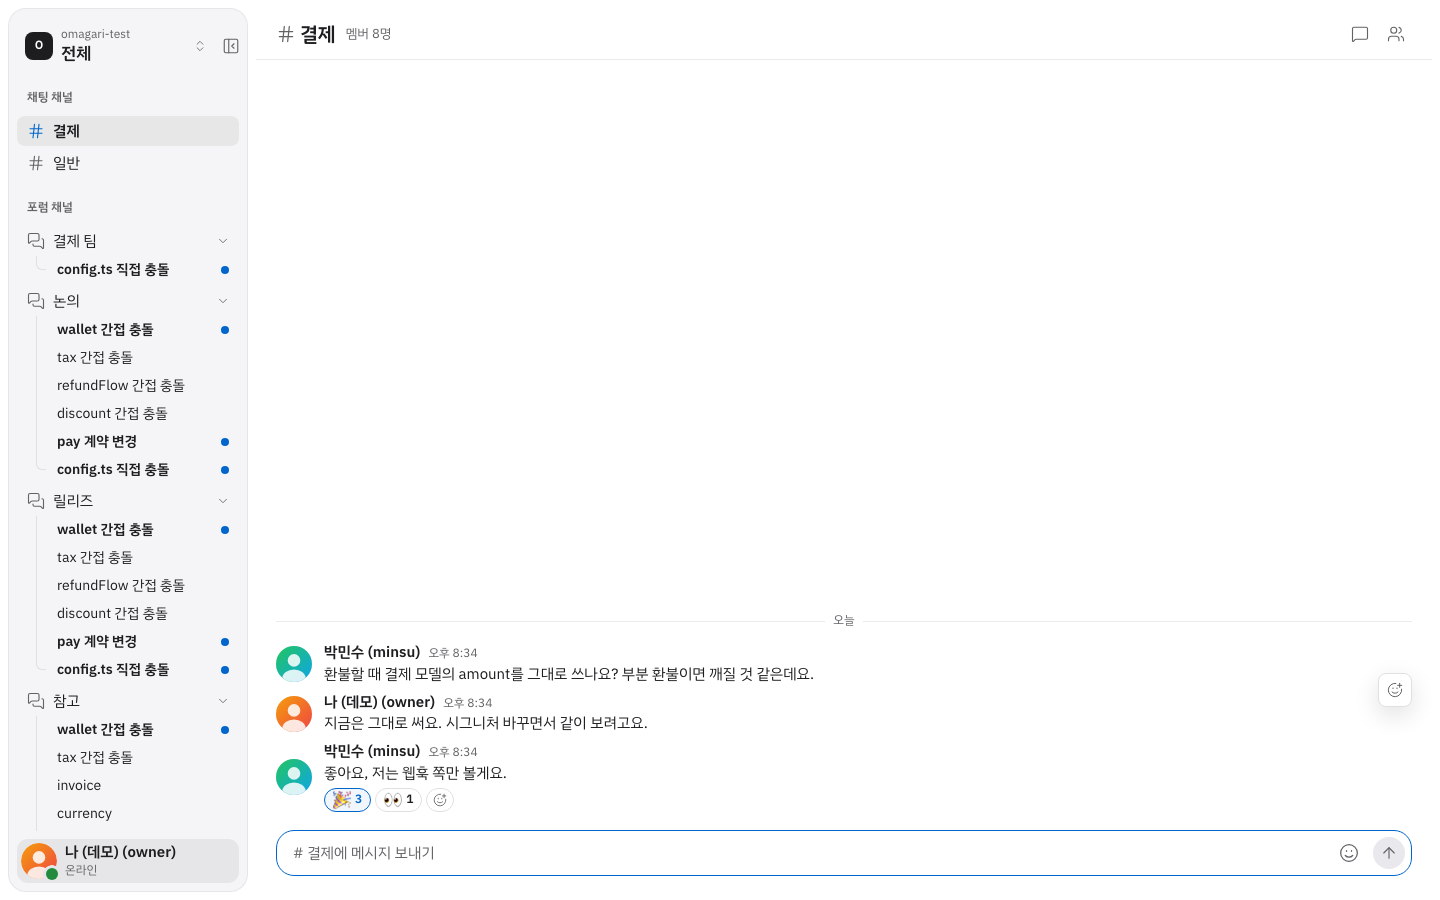 O
omagari-test
전체
채팅 채널
결제
일반
포럼 채널
결제 팀
config.ts 직접 충돌
논의
wallet 간접 충돌
tax 간접 충돌
refundFlow 간접 충돌
discount 간접 충돌
pay 계약 변경
config.ts 직접 충돌
릴리즈
wallet 간접 충돌
tax 간접 충돌
refundFlow 간접 충돌
discount 간접 충돌
pay 계약 변경
config.ts 직접 충돌
참고
wallet 간접 충돌
tax 간접 충돌
invoice
currency
나 (데모) (owner)
온라인
# 결제 멤버 8명
오늘
박민수 (minsu) 오후 8:34
환불할 때 결제 모델의 amount를 그대로 쓰나요? 부분 환불이면 깨질 것 같은데요.
나 (데모) (owner) 오후 8:34
지금은 그대로 써요. 시그니처 바꾸면서 같이 보려고요.
박민수 (minsu) 오후 8:34
좋아요, 저는 웹훅 쪽만 볼게요.
🎉 3 👀 1
# 결제에 메시지 보내기